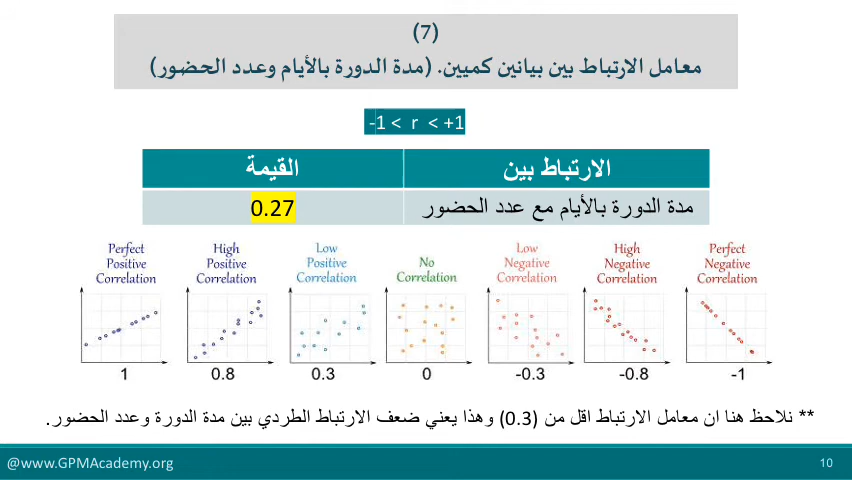 (7)
معامل الارتباط بين بيانين كميين. (مدة الدورة بالأيام وعدد الحضور)
-1 < r < +1
الارتباط بين
القيمة
مدة الدورة بالأيام مع عدد الحضور
0.27
Perfect
Positive
Correlation
High
Positive
Correlation
Low
Positive
Correlation
No
Correlation
Low
Negative
Correlation
High
Negative
Correlation
Perfect
Negative
Correlation
1
0.8
0.3
0
-0.3
-0.8
-1
** نلاحظ هنا ان معامل الارتباط اقل من (0.3) وهذا يعني ضعف الارتباط الطردي بين مدة الدورة وعدد الحضور.
@www.GPMAcademy.org
10